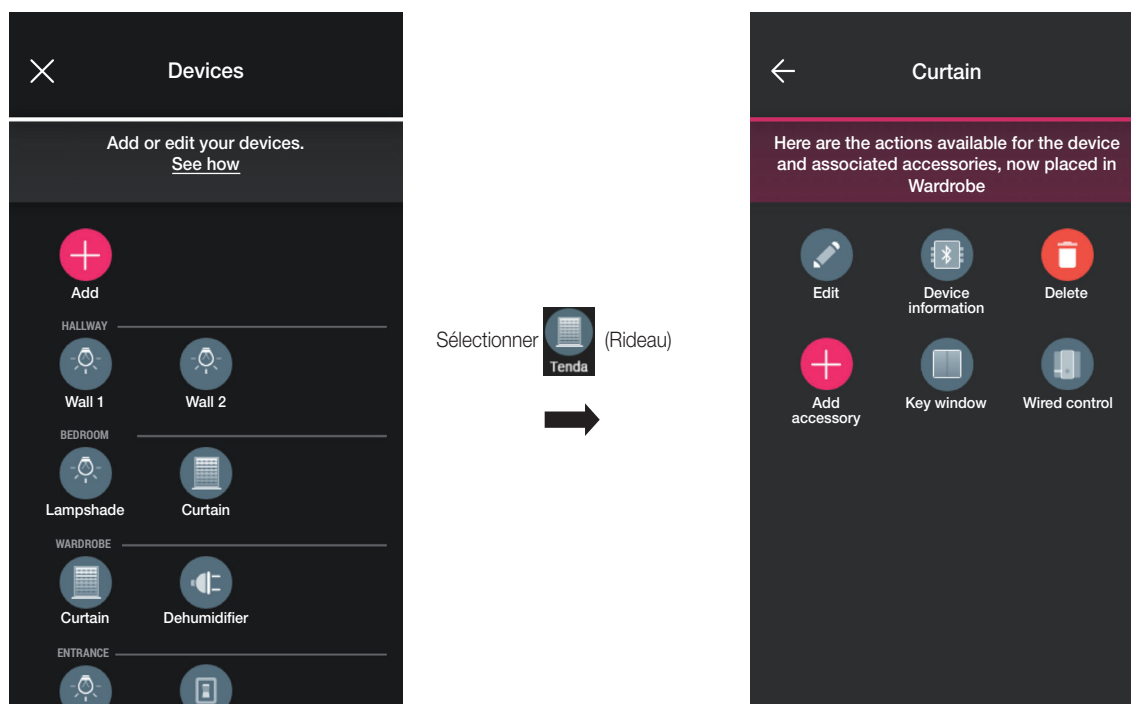 Devices
Add or edit your devices.
See how
Add
HALLWAY
Wall 1
Wall 2
BEDROOM
Lampshade
Curtain
WARDROBE
Curtain
Dehumidifier
ENTRANCE
Sélectionner
Tenda
(Rideau)
Curtain
Here are the actions available for the device
and associated accessories, now placed in
Wardrobe
Edit
Device
information
Delete
Add
accessory
Key window
Wired control